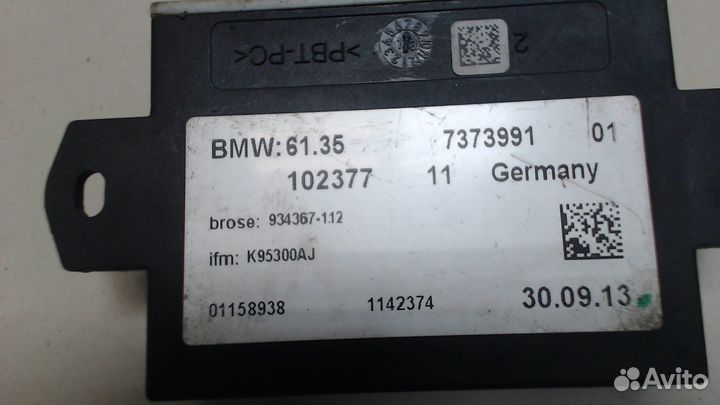 >PBT-PC<
2
BMW: 61.35 7373991 01
102377 11 Germany
brose: 934367-112
ifm: K95300AJ
01158938 1142374 30.09.13
Avito